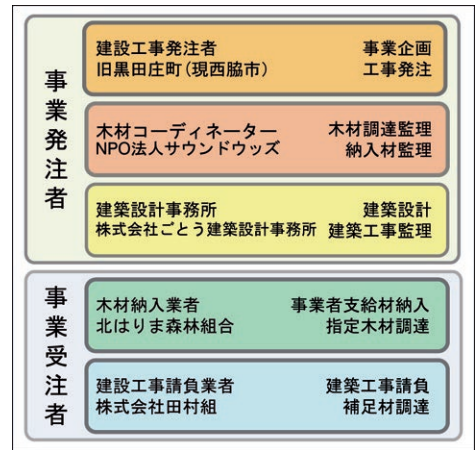 事業発注者
建設工事発注者 事業企画
旧黒田庄町(現西脇市) 工事発注
木材コーディネーター 木材調達監理
NPO法人サウンドウッズ 納入材監理
建築設計事務所 建築設計
株式会社ごとう建築設計事務所 建築工事監理
事業受注者
木材納入業者 事業者支給材納入
北はりま森林組合 指定木材調達
建設工事請負業者 建築工事請負
株式会社田村組 補足材調達